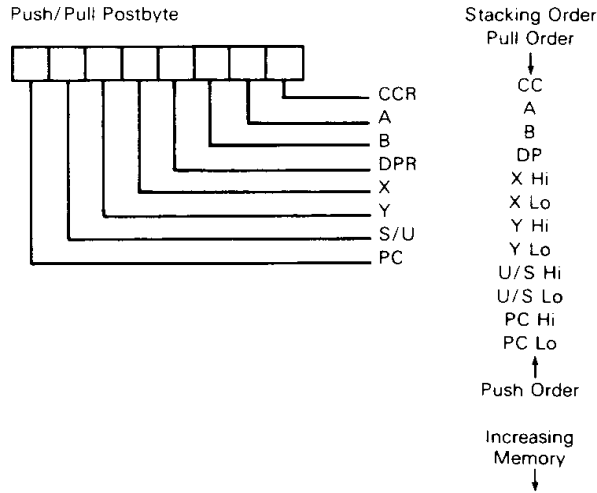 Push/Pull Postbyte
CCR
A
B
DPR
X
Y
S/U
PC
Stacking Order
Pull Order
CC
A
B
DP
X Hi
X Lo
Y Hi
Y Lo
U/S Hi
U/S Lo
PC Hi
PC Lo
Push Order
Increasing
Memory